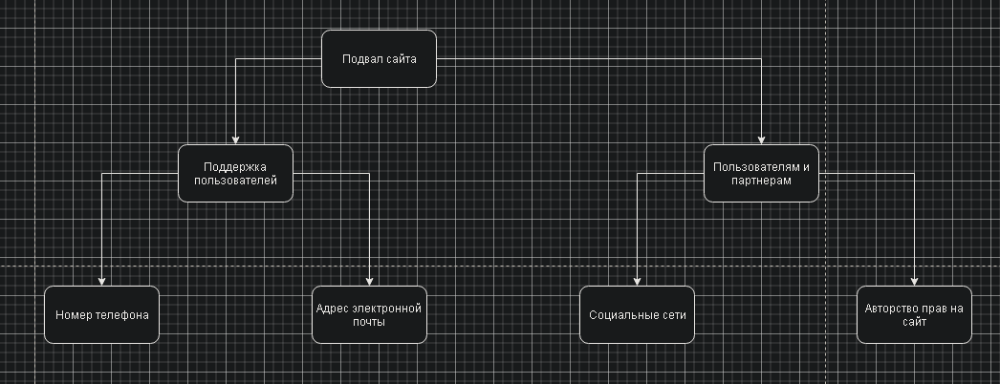 Подвал сайта
Поддержка
пользователей
Пользователям и
партнерам
Номер телефона
Адрес электронной
почты
Социальные сети
Авторство прав на
сайт